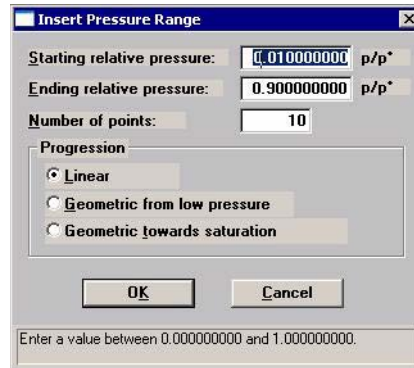 Insert Pressure Range
Starting relative pressure: 0.010000000 p/p°
Ending relative pressure: 0.900000000 p/p°
Number of points: 10
Progression
Linear
Geometric from low pressure
Geometric towards saturation
OK Cancel
Enter a value between 0.000000000 and 1.000000000.